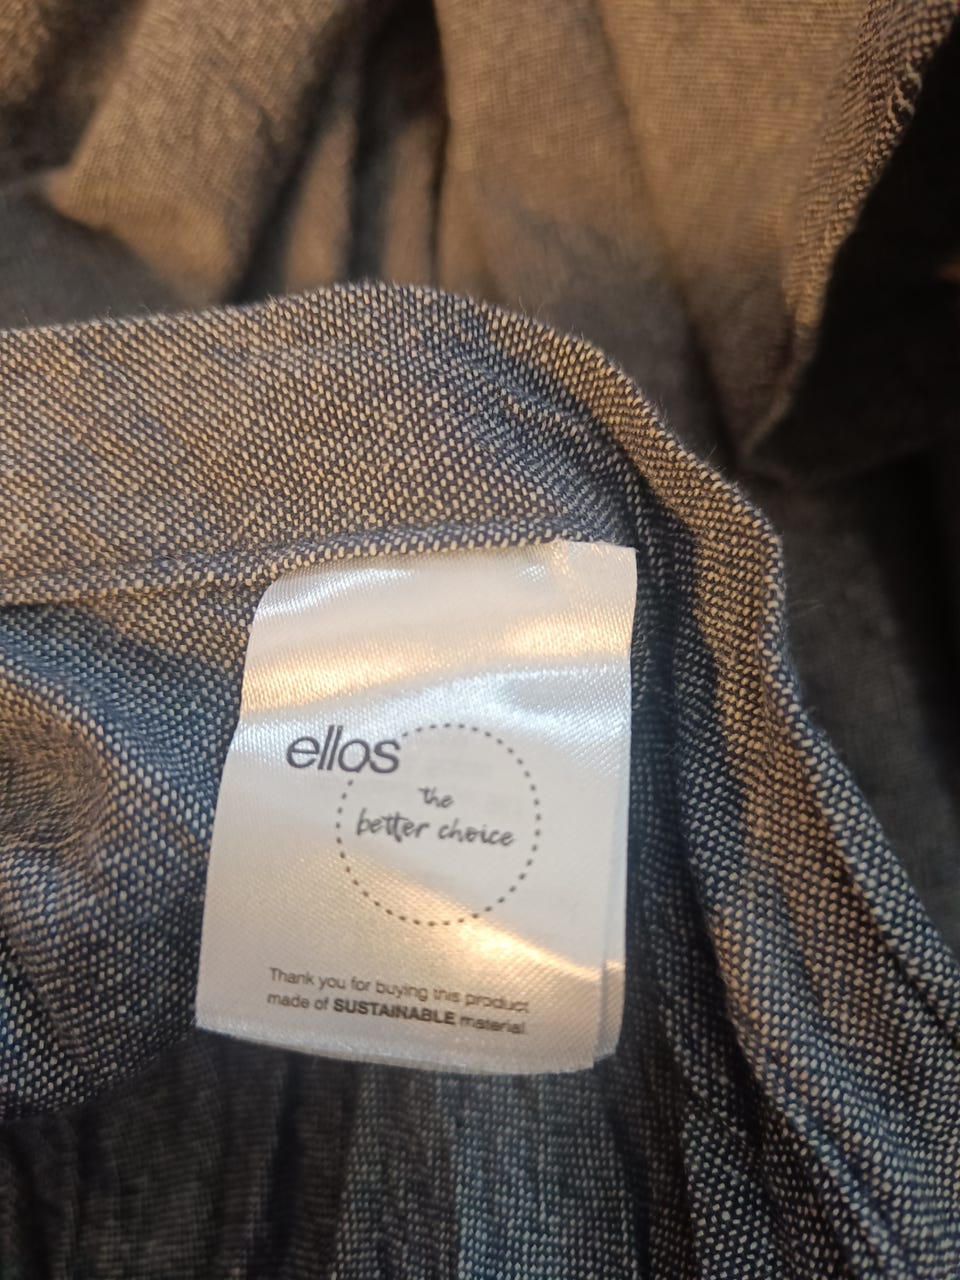 ellos
the
better choice
Thank you for buying this product
made of SUSTAINABLE material